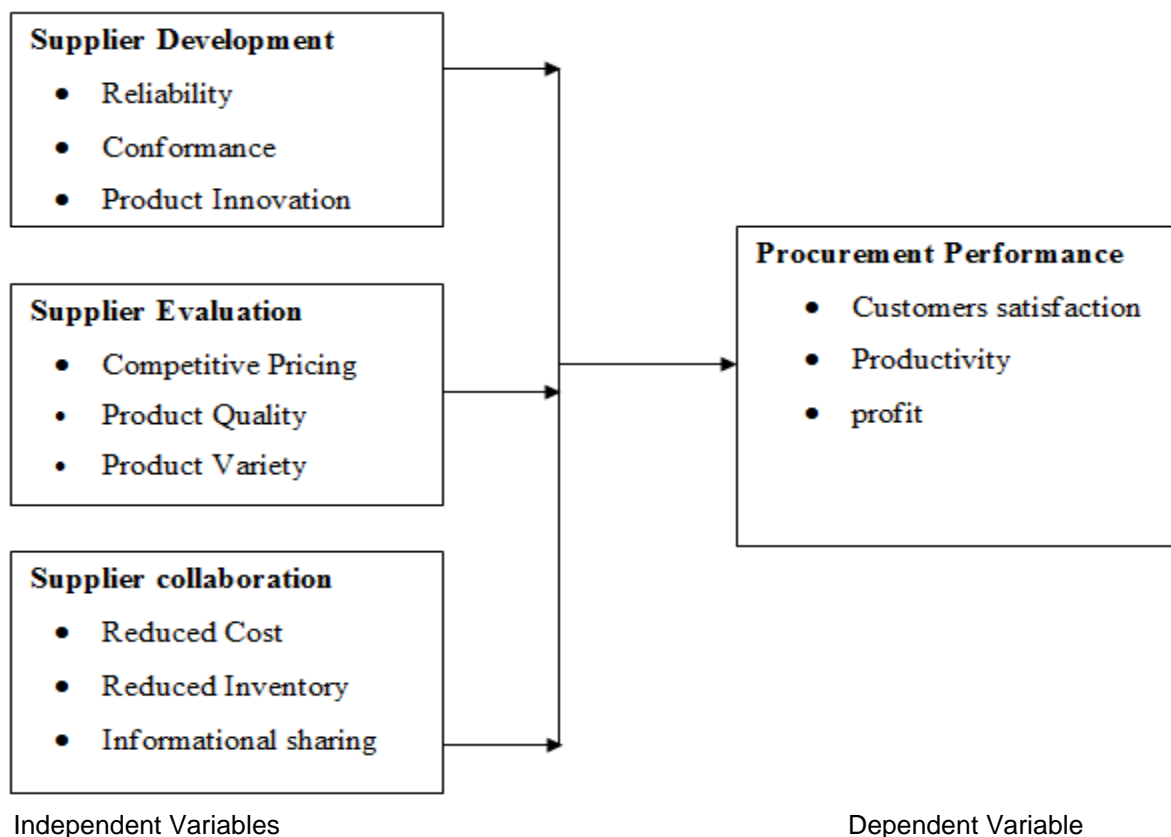 Supplier Development
• Reliability
• Conformance
• Product Innovation
Supplier Evaluation
• Competitive Pricing
• Product Quality
• Product Variety
Supplier collaboration
• Reduced Cost
• Reduced Inventory
• Informational sharing
Procurement Performance
• Customers satisfaction
• Productivity
• profit
Independent Variables
Dependent Variable